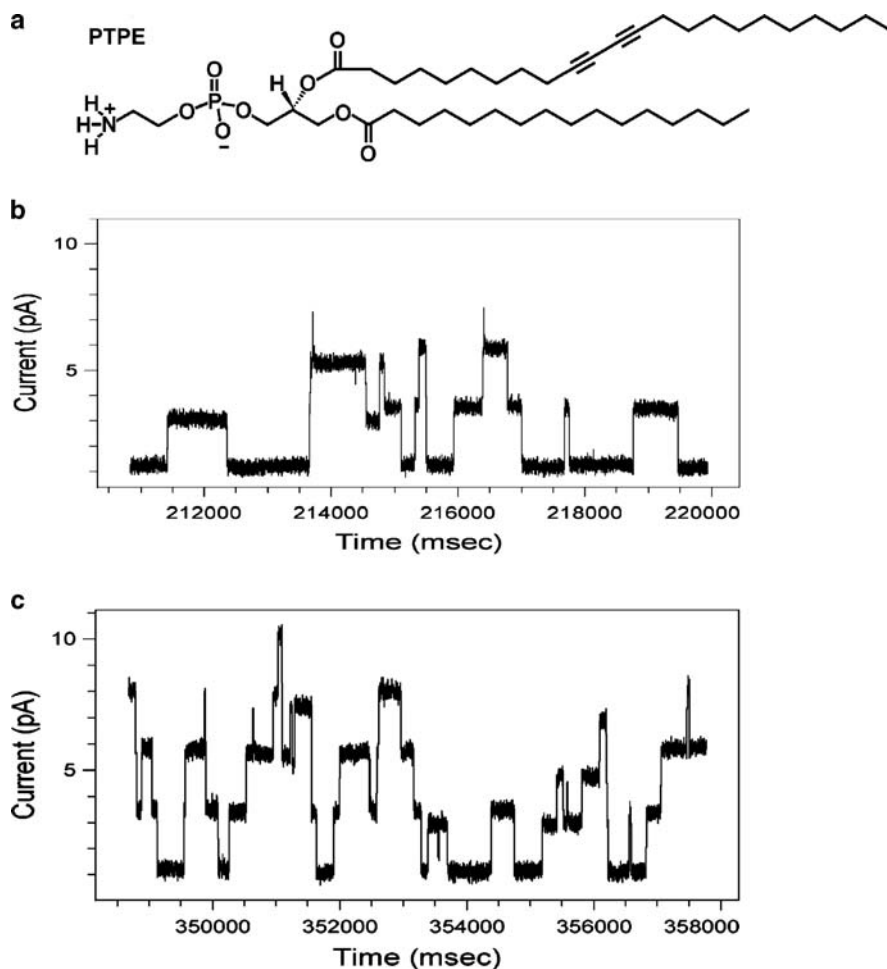 a
PTPE
O
H
O
O
P
O
O
−
H
H-N
+
H
O
O
O
b
Current (pA)
10
5
212000 214000 216000 218000 220000
Time (msec)
c
Current (pA)
10
5
350000 352000 354000 356000 358000
Time (msec)